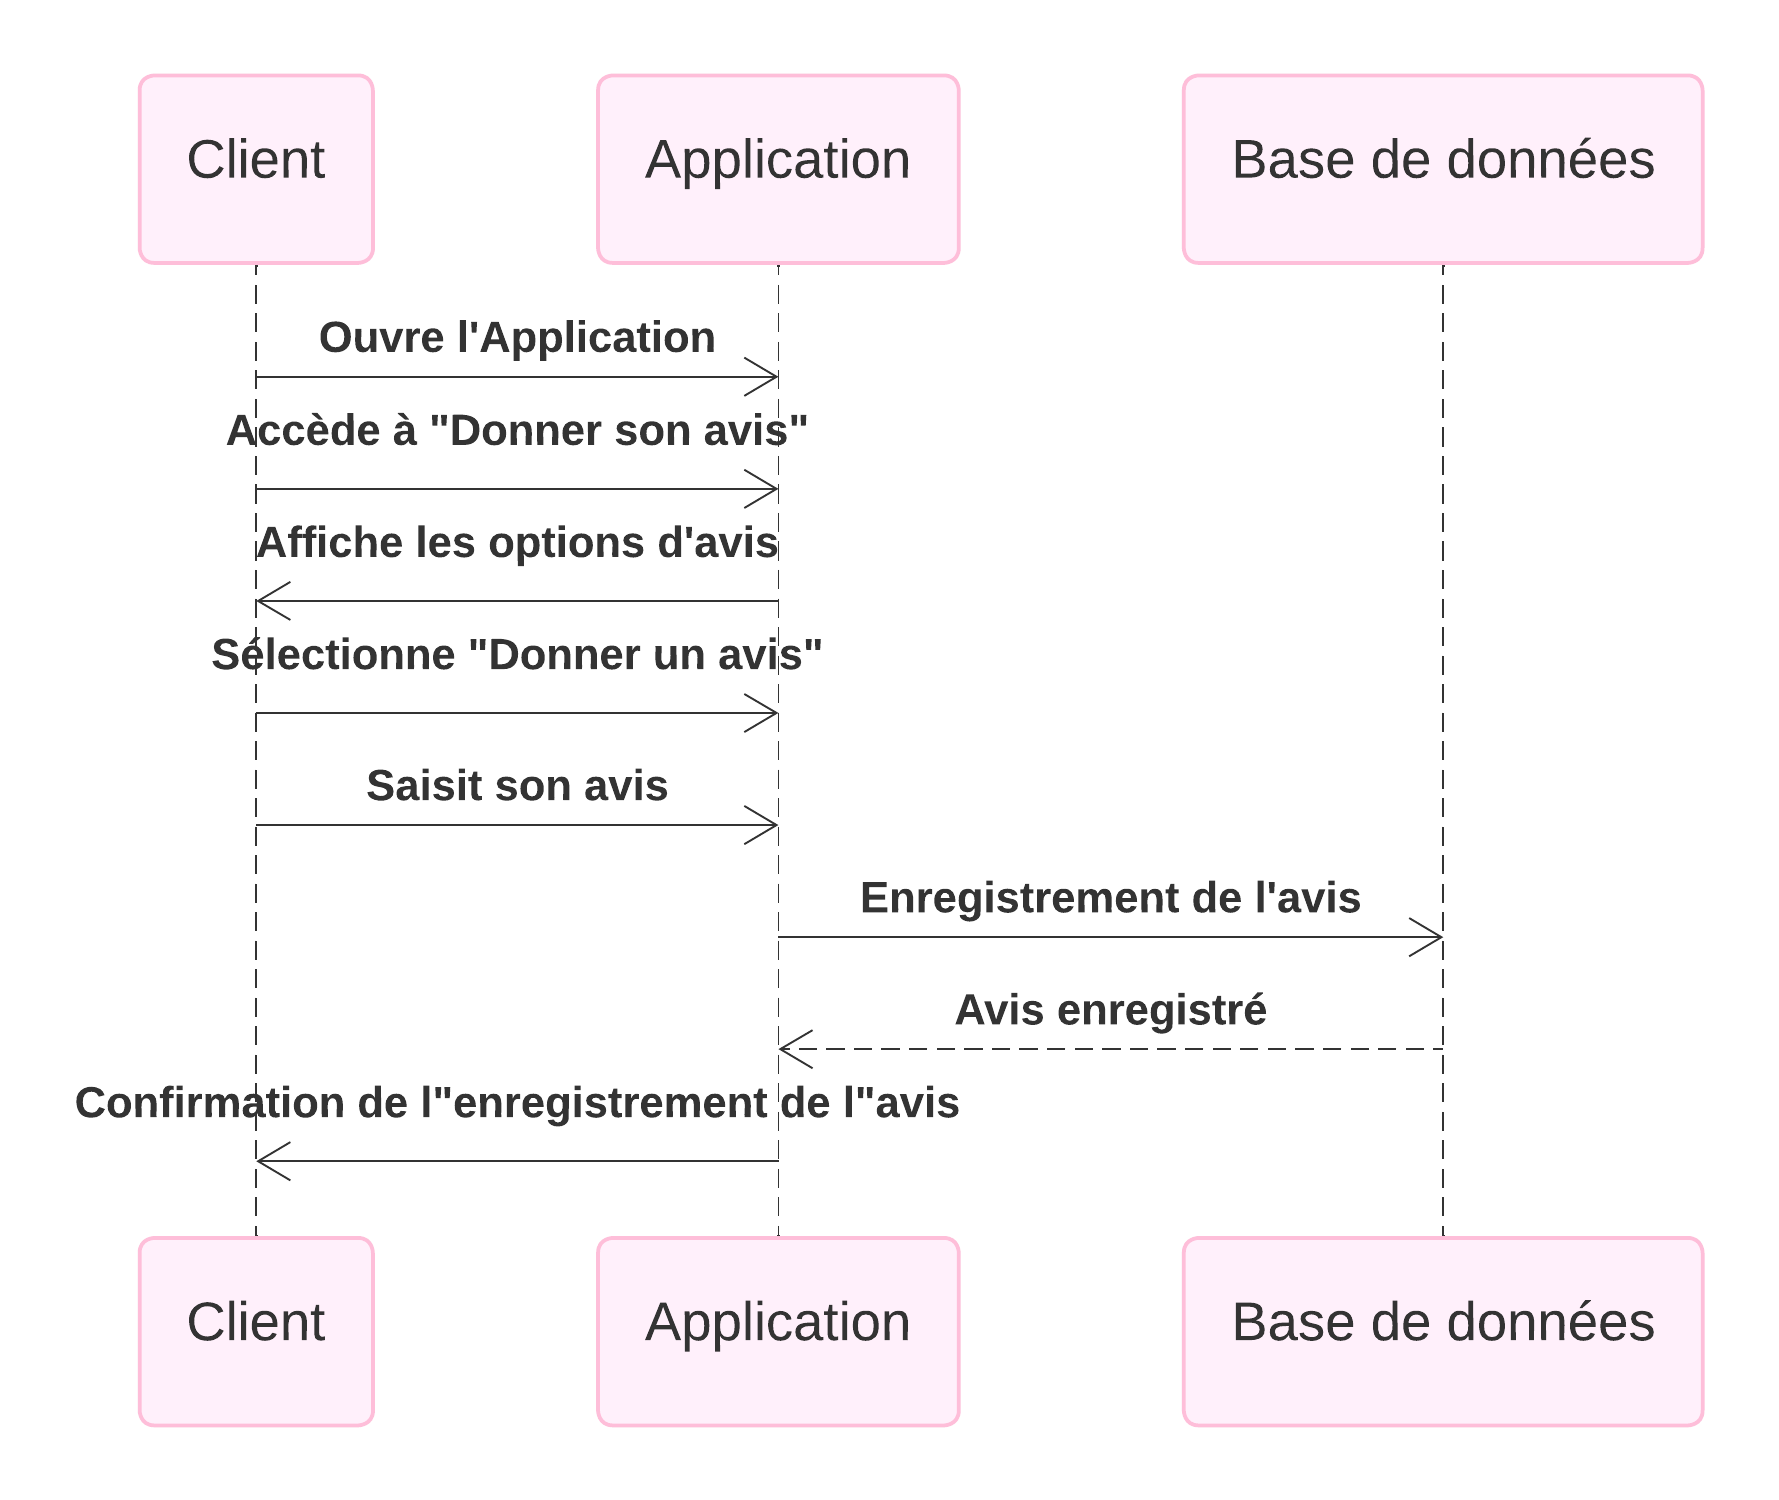 Client
Application
Base de données
Ouvre l'Application
Accède à "Donner son avis"
Affiche les options d'avis
Sélectionne "Donner un avis"
Saisit son avis
Enregistrement de l'avis
Avis enregistré
Confirmation de l"enregistrement de l"avis
Client
Application
Base de données